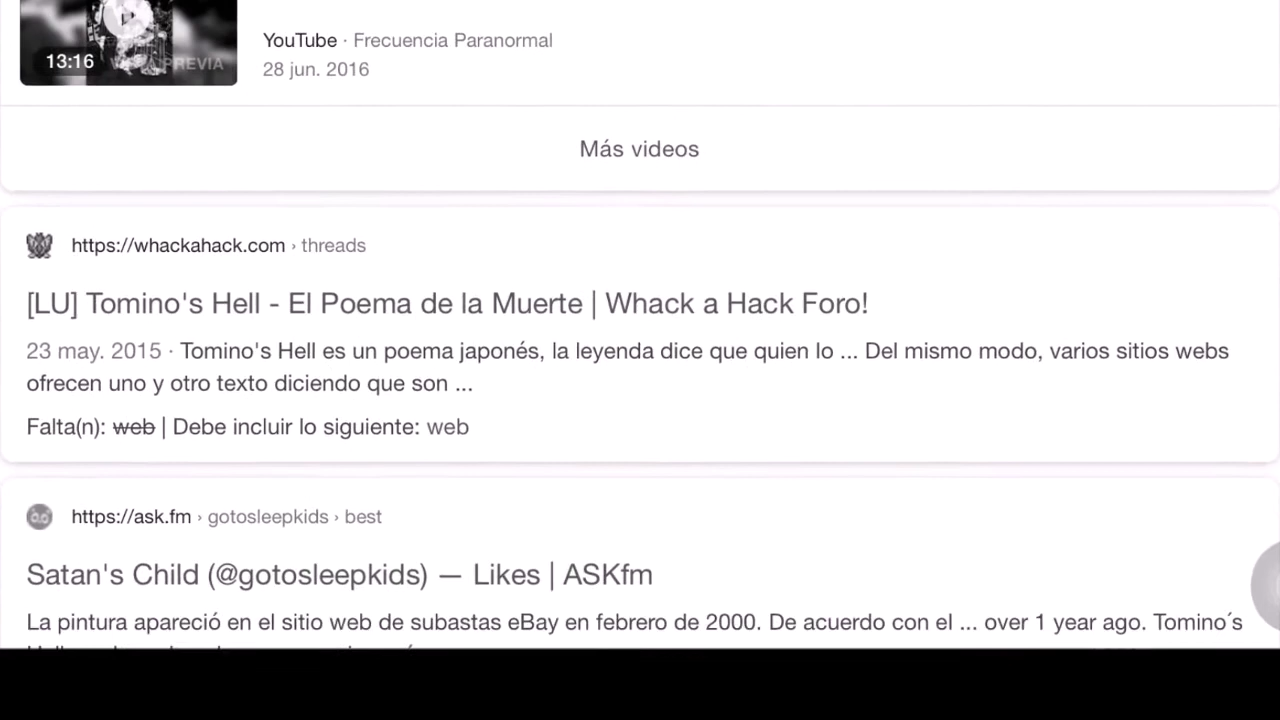 13:16
VISTA PREVIA
YouTube · Frecuencia Paranormal
28 jun. 2016
Más videos
https://whackahack.com › threads
[LU] Tomino's Hell - El Poema de la Muerte | Whack a Hack Foro!
23 may. 2015 · Tomino's Hell es un poema japonés, la leyenda dice que quien lo ... Del mismo modo, varios sitios webs
ofrecen uno y otro texto diciendo que son ...
Falta(n): web | Debe incluir lo siguiente: web
https://ask.fm › gotosleepkids › best
Satan's Child (@gotosleepkids) — Likes | ASKfm
La pintura apareció en el sitio web de subastas eBay en febrero de 2000. De acuerdo con el ... over 1 year ago. Tomino´s